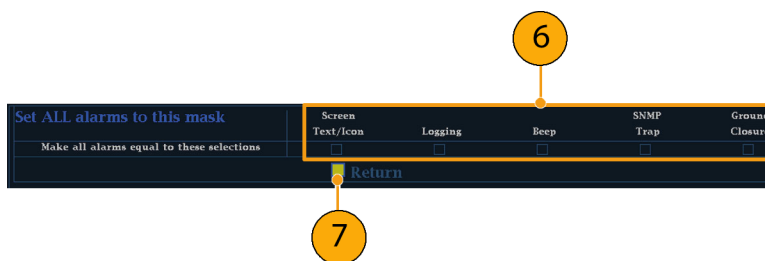 6
Set ALL alarms to this mask
Screen Text/Icon
Logging
Beep
SNMP Trap
Make all alarms equal to these selections
Return
7